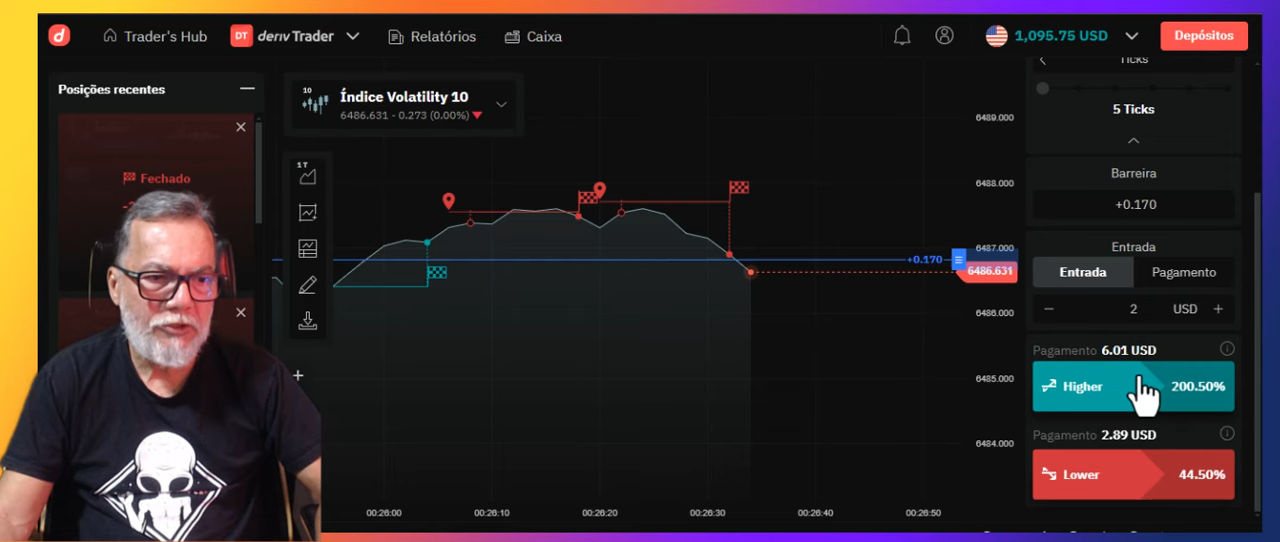 Trader's Hub
DT deriv Trader
Relatórios
Caixa
1,095.75 USD
Depósitos
Posições recentes
Fechado
10
Índice Volatility 10
6486.631 - 0.273 (0.00%)
1T
+0.170
6489.000
6488.000
6487.000
6486.631
6486.000
6485.000
6484.000
00:26:00
00:26:10
00:26:20
00:26:30
00:26:40
00:26:50
Ticks
5 Ticks
Barreira
+0.170
Entrada
Entrada
Pagamento
− 2 USD +
Pagamento 6.01 USD
Higher 200.50%
Pagamento 2.89 USD
Lower 44.50%